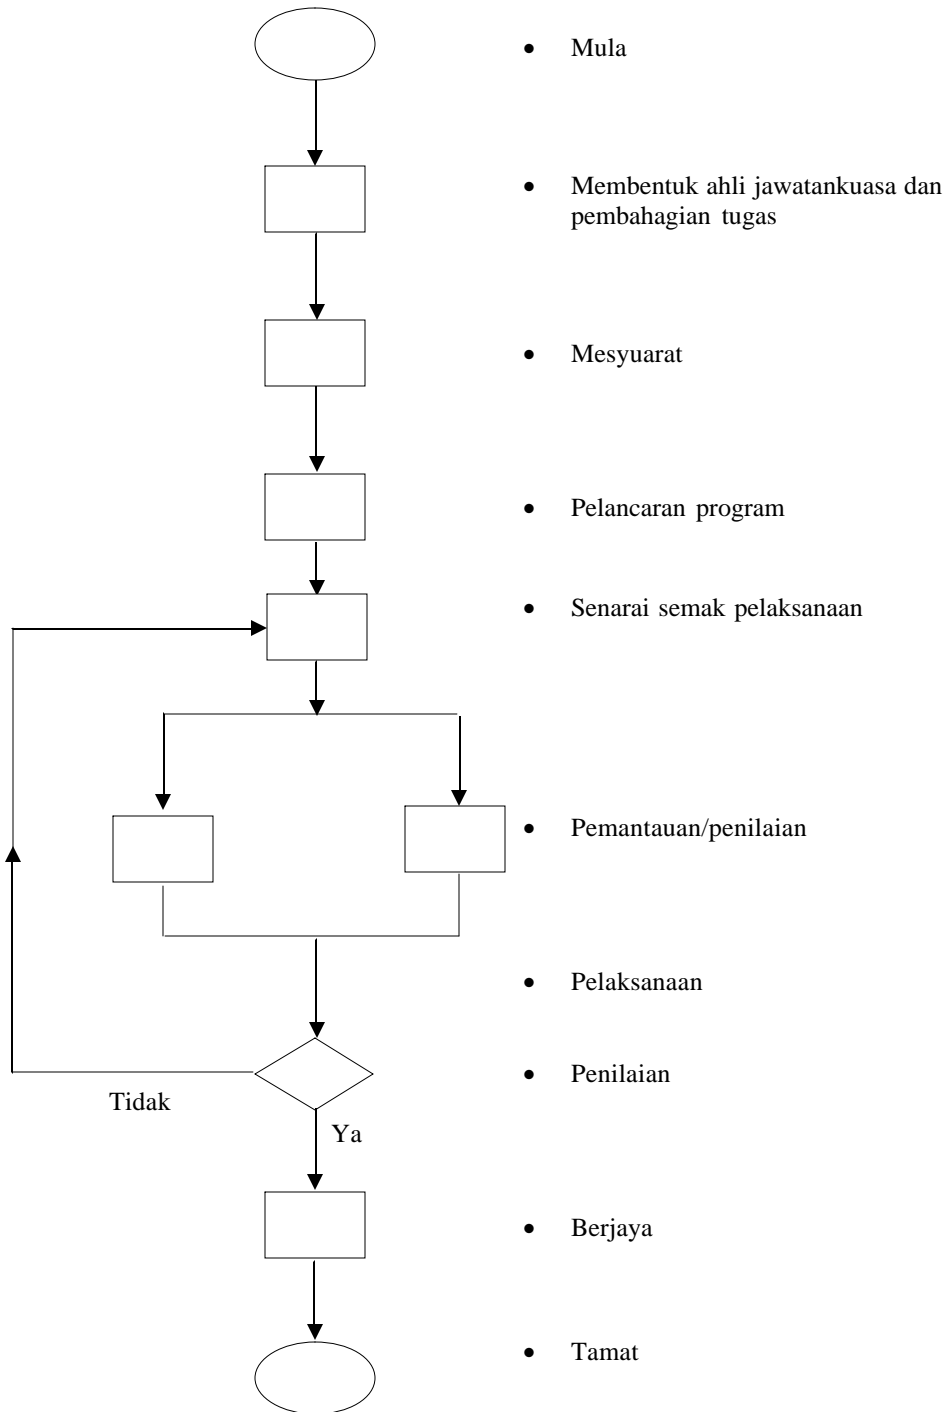 • Mula
• Membentuk ahli jawatankuasa dan
pembahagian tugas
• Mesyuarat
• Pelancaran program
• Senarai semak pelaksanaan
• Pemantauan/penilaian
• Pelaksanaan
• Penilaian
Tidak
Ya
• Berjaya
• Tamat